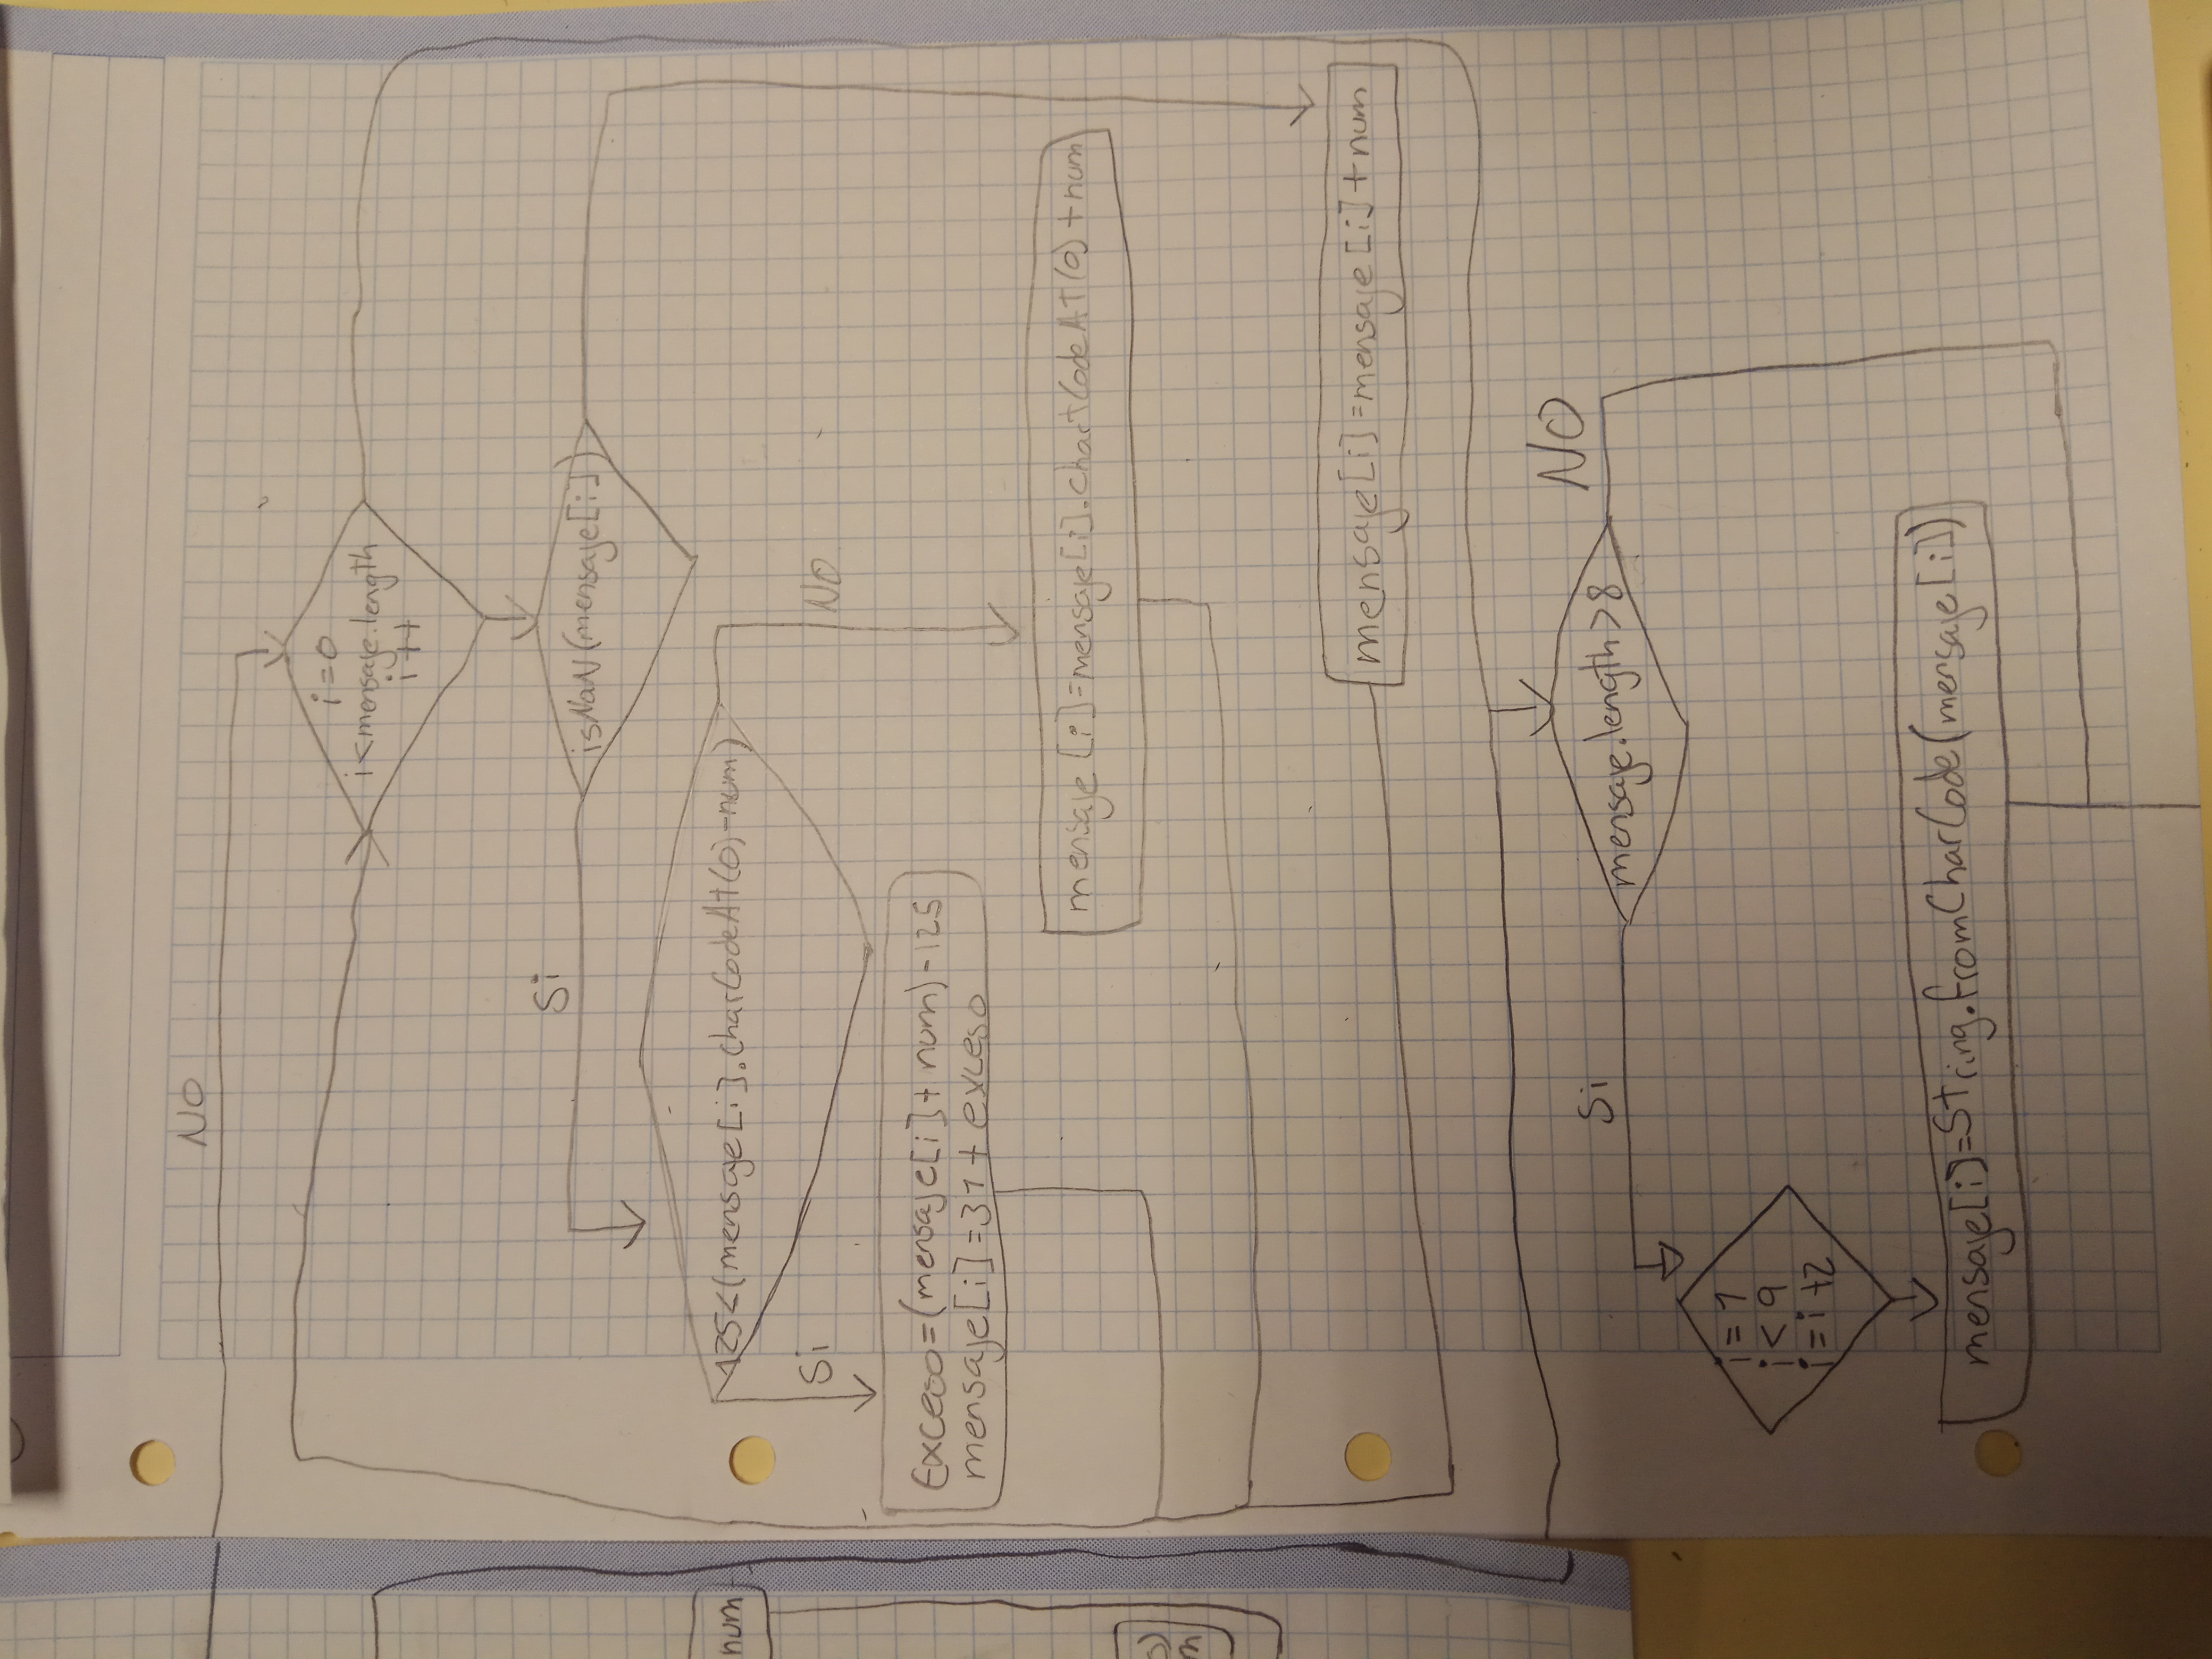 NO
i=0
i<mensaje.length
i++
isNaN(mensaje[i])
Si
125<(mensaje[i].charCodeAt(0)-num)
NO
Si
Exceso=(mensaje[i]+num)-125
mensaje[i]=31+exceso
mensaje[i]=mensaje[i].chartCodeAT(0)+num
mensaje[i]=mensaje[i]+num
mensaje.length>8
NO
Si
i=1
i<9
i=i+2
mensaje[i]=String.fromCharCode(mensaje[i])
num